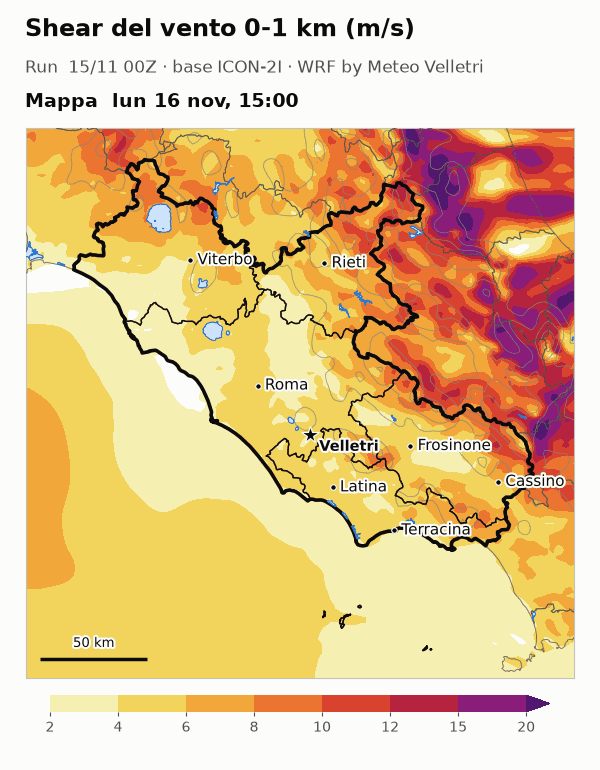 Shear del vento 0-1 km (m/s)
Run  15/11 00Z · base ICON-2I · WRF by Meteo Velletri
Mappa  lun 16 nov, 15:00
Viterbo
Rieti
Roma
Velletri
Frosinone
Latina
Cassino
Terracina
50 km
2 4 6 8 10 12 15 20